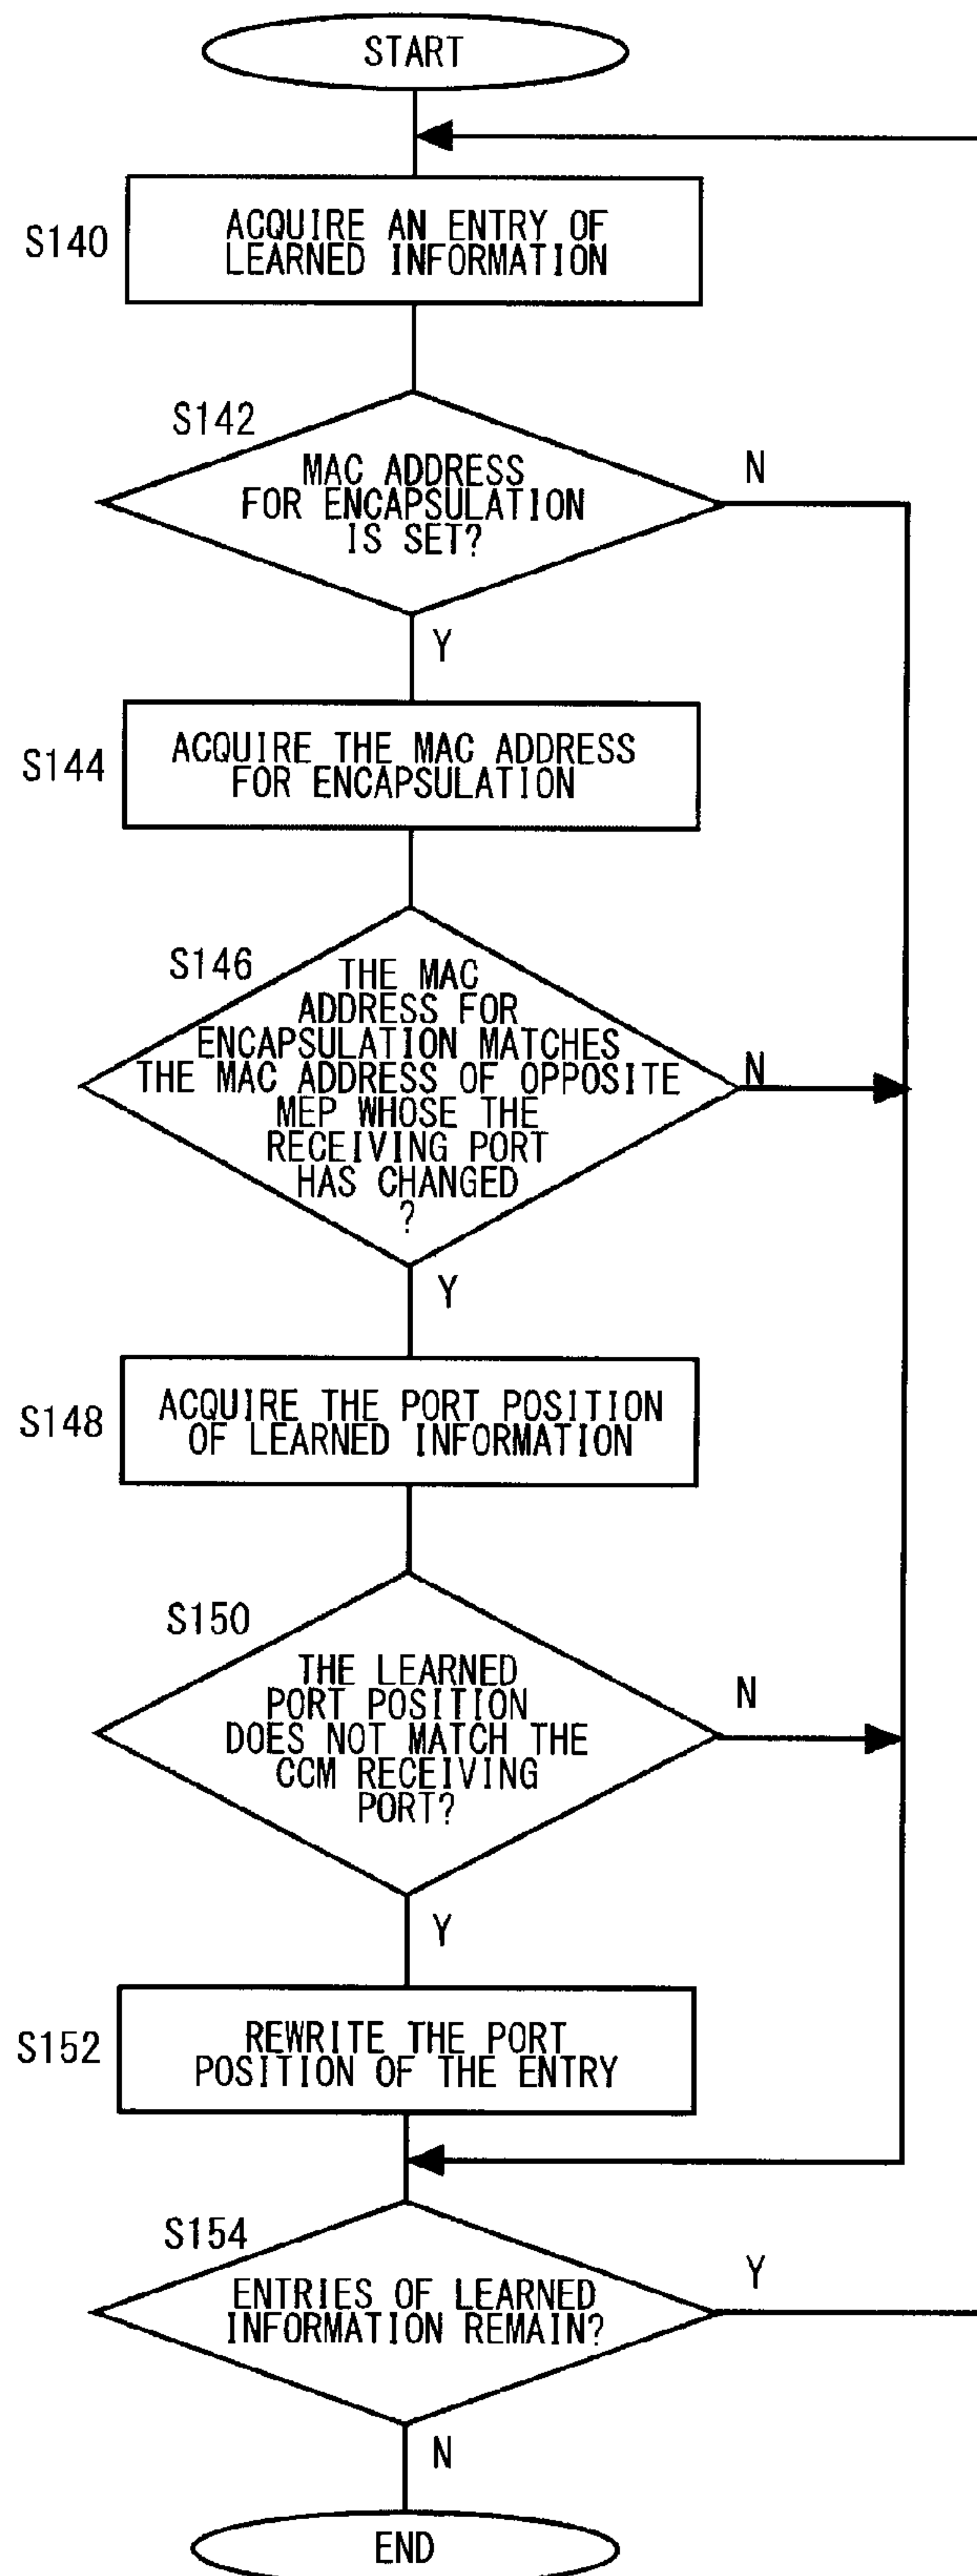 START
S140
ACQUIRE AN ENTRY OF
LEARNED INFORMATION
S142
MAC ADDRESS
FOR ENCAPSULATION
IS SET?
N
Y
S144
ACQUIRE THE MAC ADDRESS
FOR ENCAPSULATION
S146
THE MAC
ADDRESS FOR
ENCAPSULATION MATCHES
THE MAC ADDRESS OF OPPOSITE
MEP WHOSE THE
RECEIVING PORT
HAS CHANGED
?
N
Y
S148
ACQUIRE THE PORT POSITION
OF LEARNED INFORMATION
S150
THE LEARNED
PORT POSITION
DOES NOT MATCH THE
CCM RECEIVING
PORT?
N
Y
S152
REWRITE THE PORT
POSITION OF THE ENTRY
S154
ENTRIES OF LEARNED
INFORMATION REMAIN?
Y
N
END